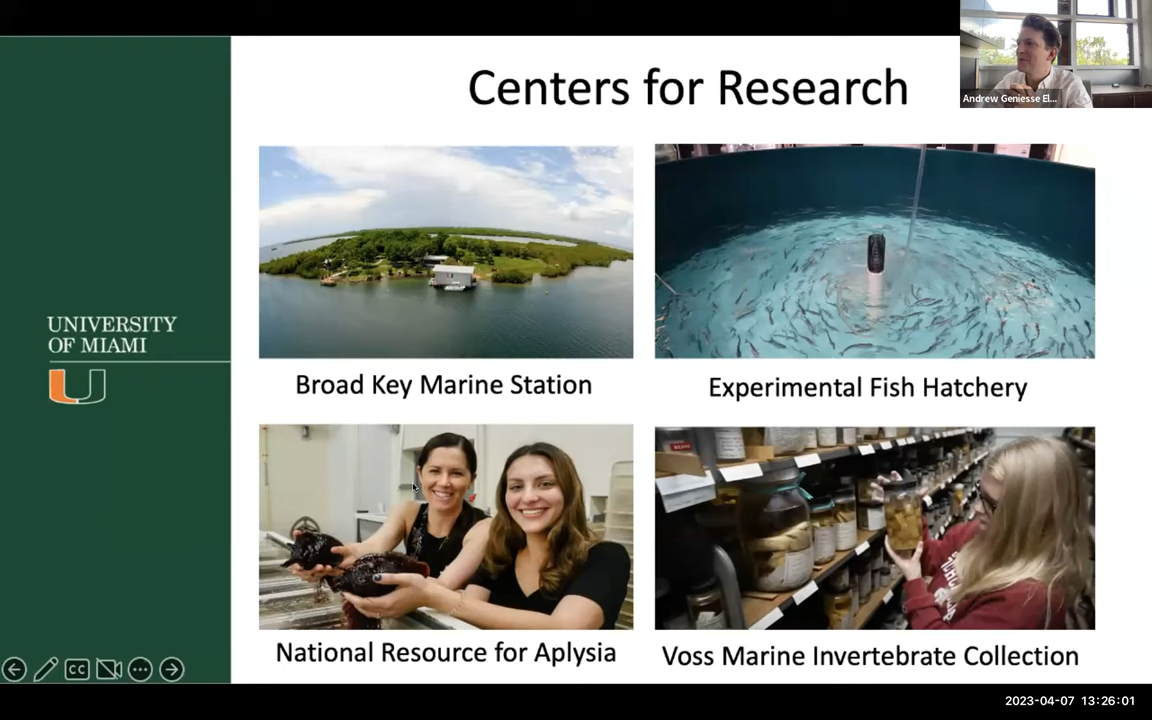 Centers for Research
Andrew Geniesse El...
UNIVERSITY
OF MIAMI
Broad Key Marine Station
Experimental Fish Hatchery
National Resource for Aplysia
Voss Marine Invertebrate Collection
CC
2023-04-07 13:26:01